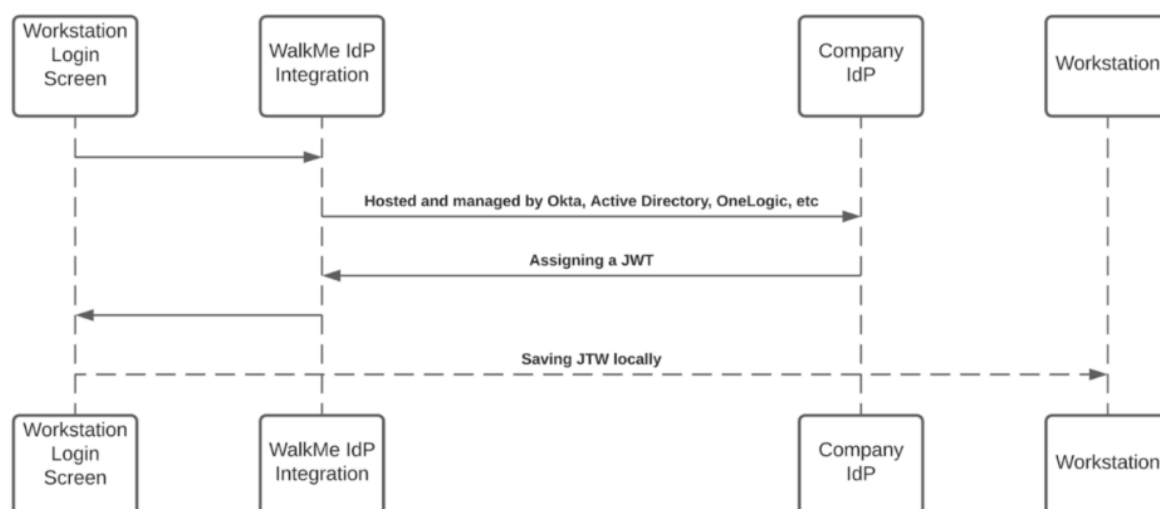 Workstation
Login
Screen
WalkMe IdP
Integration
Company
IdP
Workstation
Hosted and managed by Okta, Active Directory, OneLogic, etc
Assigning a JWT
Saving JTW locally
Workstation
Login
Screen
WalkMe IdP
Integration
Company
IdP
Workstation